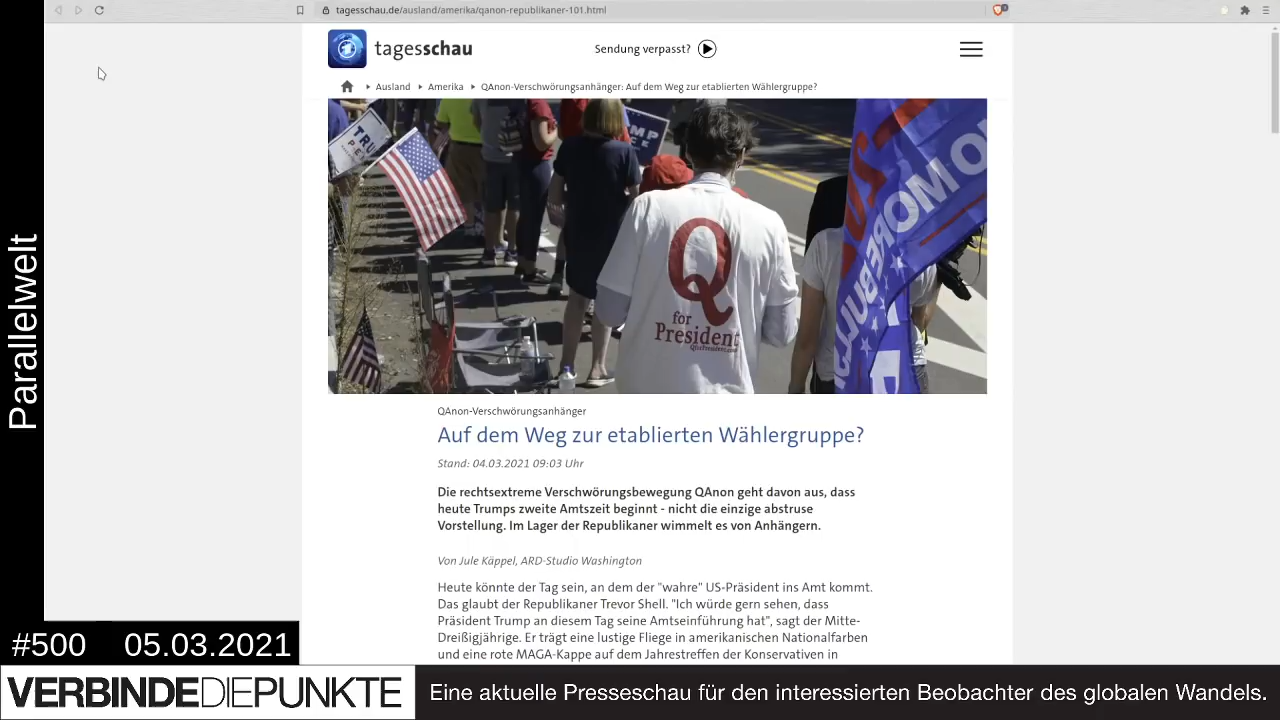 tagesschau.de/ausland/amerika/qanon-republikaner-101.html
tagesschau
Sendung verpasst?
Ausland
Amerika
QAnon-Verschwörungsanhänger: Auf dem Weg zur etablierten Wählergruppe?
TRU
MP
Q
for
President
QAnon-Verschwörungsanhänger
Auf dem Weg zur etablierten Wählergruppe?
Stand: 04.03.2021 09:03 Uhr
Die rechtsextreme Verschwörungsbewegung QAnon geht davon aus, dass
heute Trumps zweite Amtszeit beginnt - nicht die einzige abstruse
Vorstellung. Im Lager der Republikaner wimmelt es von Anhängern.
Von Jule Käppel, ARD-Studio Washington
Heute könnte der Tag sein, an dem der "wahre" US-Präsident ins Amt kommt.
Das glaubt der Republikaner Trevor Shell. "Ich würde gern sehen, dass
Präsident Trump an diesem Tag seine Amtseinführung hat", sagt der Mitte-
Dreißigjährige. Er trägt eine lustige Fliege in amerikanischen Nationalfarben
und eine rote MAGA-Kappe auf dem Jahrestreffen der Konservativen in
Parallelwelt
#500 05.03.2021
VERBINDEDIEPUNKTE
Eine aktuelle Presseschau für den interessierten Beobachter des globalen Wandels.